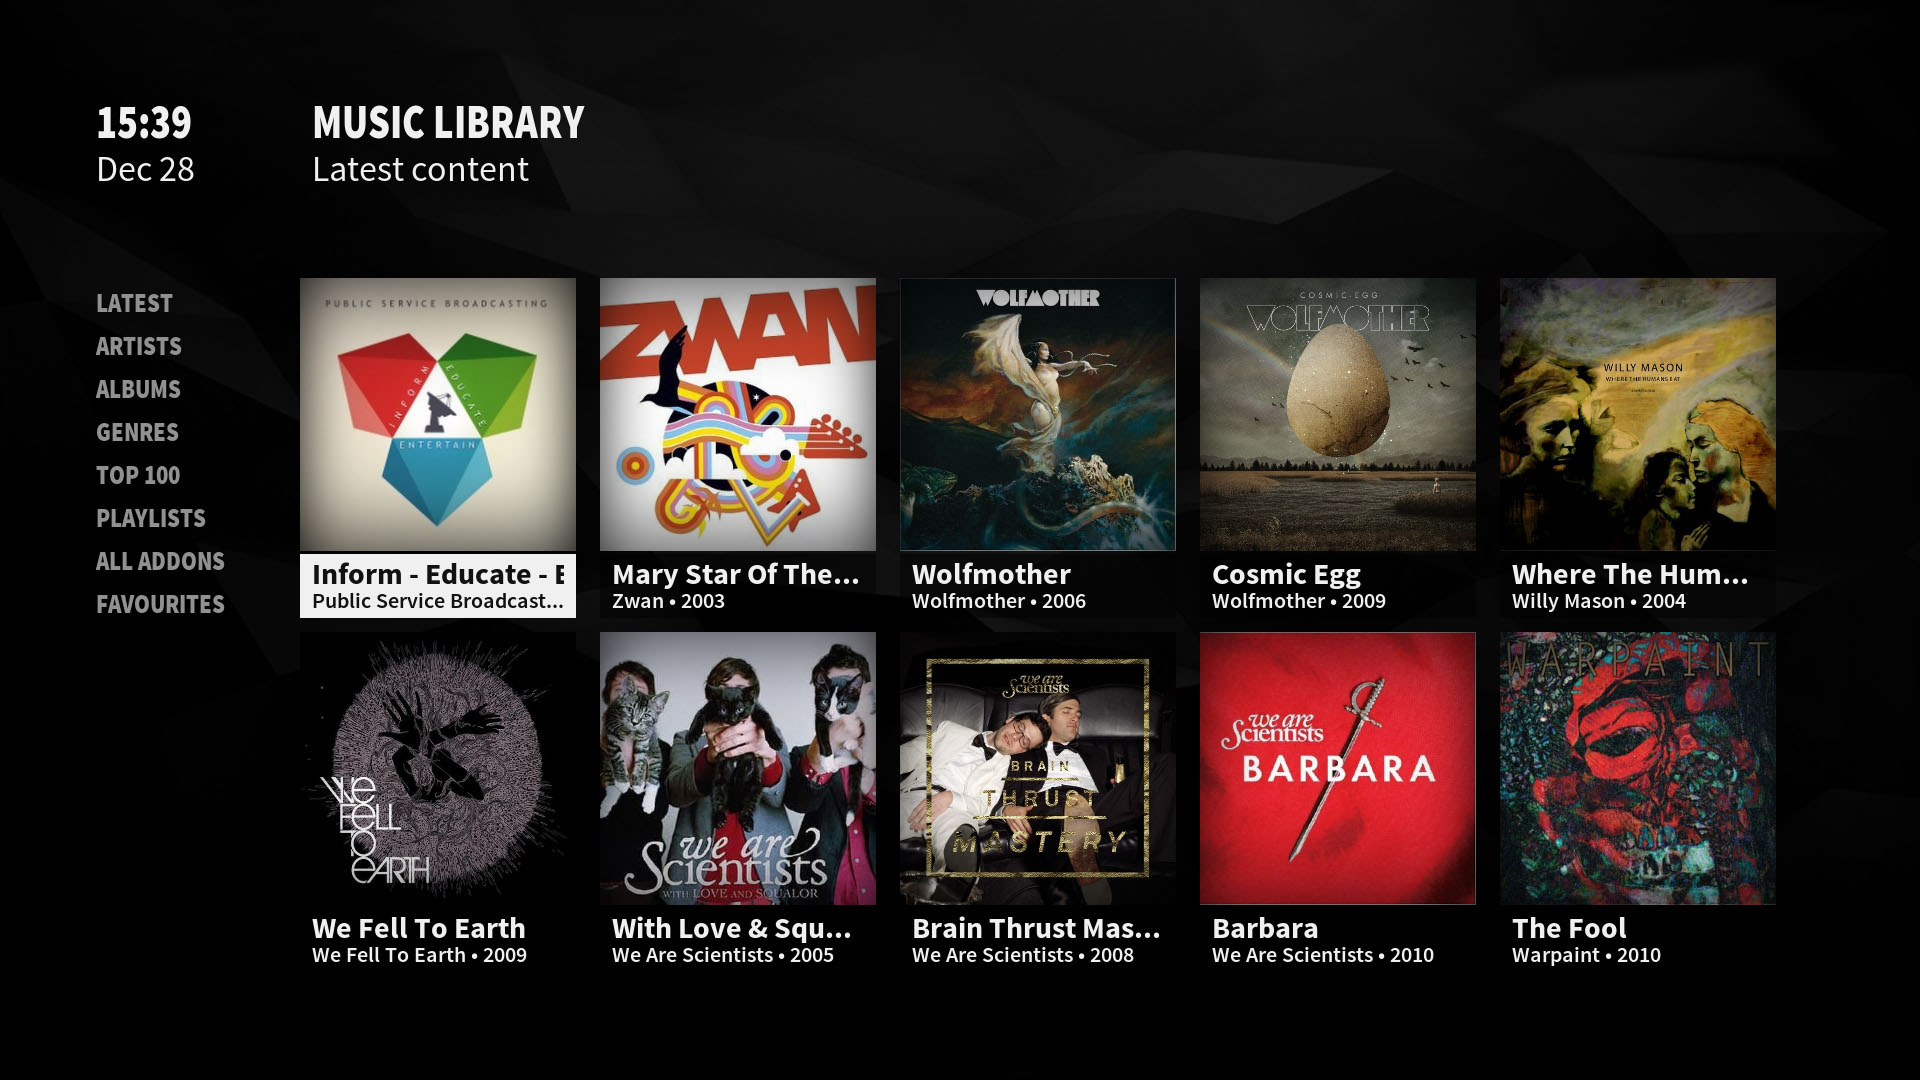 15:39
Dec 28
MUSIC LIBRARY
Latest content
LATEST
ARTISTS
ALBUMS
GENRES
TOP 100
PLAYLISTS
ALL ADDONS
FAVOURITES
PUBLIC SERVICE BROADCASTING
INFORM
EDUCATE
ENTERTAIN
Inform - Educate - E
Public Service Broadcast...
ZWAN
Mary Star Of The...
Zwan • 2003
WOLFMOTHER
Wolfmother
Wolfmother • 2006
COSMIC EGG
WOLFMOTHER
Cosmic Egg
Wolfmother • 2009
WILLY MASON
WHERE THE HUMANS EAT
Where The Hum...
Willy Mason • 2004
We
Fell
to
EARTH
We Fell To Earth
We Fell To Earth • 2009
we are
Scientists
WITH LOVE AND SQUALOR
With Love & Squ...
We Are Scientists • 2005
we are
Scientists
BRAIN
THRUST
MASTERY
Brain Thrust Mas...
We Are Scientists • 2008
we are
Scientists
BARBARA
Barbara
We Are Scientists • 2010
WARPAINT
The Fool
Warpaint • 2010